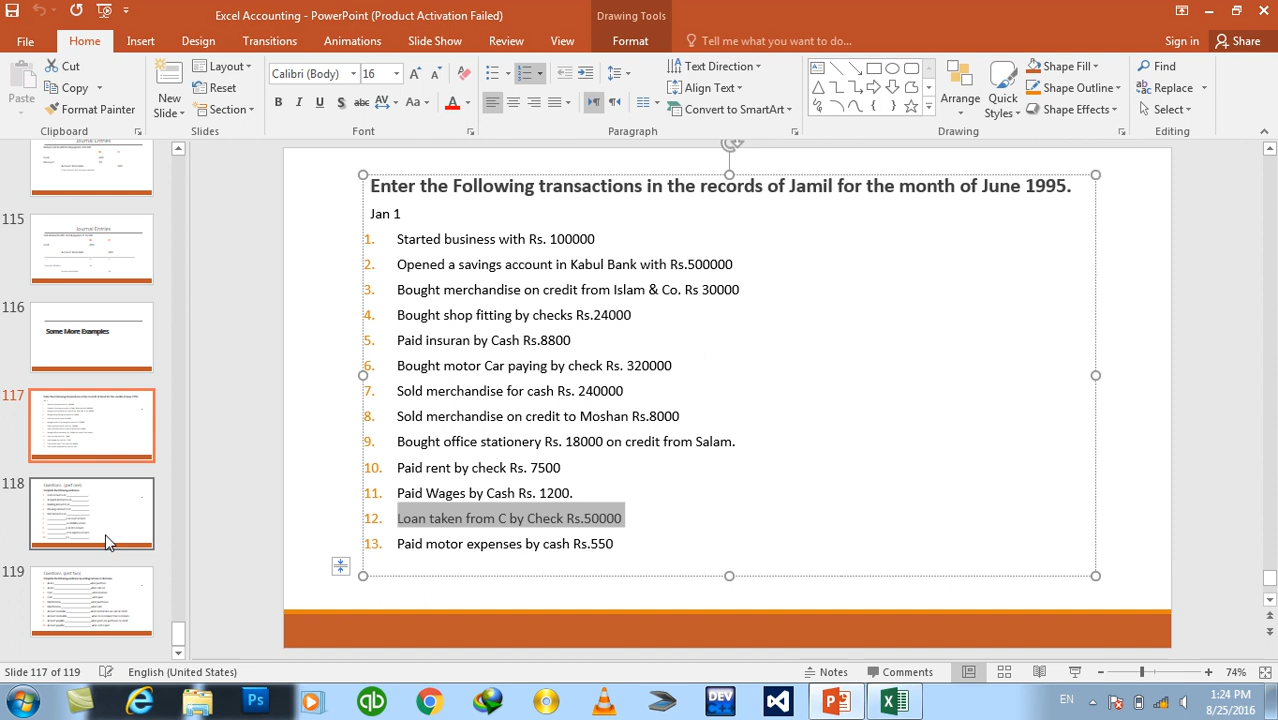 Excel Accounting - PowerPoint (Product Activation Failed)
Drawing Tools
File Home Insert Design Transitions Animations Slide Show Review View Format Tell me what you want to do... Sign in Share
Paste
Cut
Copy
Format Painter
Clipboard
New Slide
Layout
Reset
Section
Slides
Calibri (Body) 16
B I U S abc AV Aa A
Font
Text Direction
Align Text
Convert to SmartArt
Paragraph
Arrange
Quick Styles
Shape Fill
Shape Outline
Shape Effects
Drawing
Find
Replace
Select
Editing
Journal Entries
115
Journal Entries
116
Some More Examples
117
118
119
Enter the Following transactions in the records of Jamil for the month of June 1995.
Jan 1
1. Started business with Rs. 100000
2. Opened a savings account in Kabul Bank with Rs.500000
3. Bought merchandise on credit from Islam & Co. Rs 30000
4. Bought shop fitting by checks Rs.24000
5. Paid insuran by Cash Rs.8800
6. Bought motor Car paying by check Rs. 320000
7. Sold merchandise for cash Rs. 240000
8. Sold merchandise on credit to Moshan Rs.8000
9. Bought office stationery Rs. 18000 on credit from Salam.
10. Paid rent by check Rs. 7500
11. Paid Wages by Cash Rs. 1200.
12. Loan taken from City Check Rs.50000
13. Paid motor expenses by cash Rs.550
Slide 117 of 119 English (United States) Notes Comments 74%
EN
1:24 PM
8/25/2016